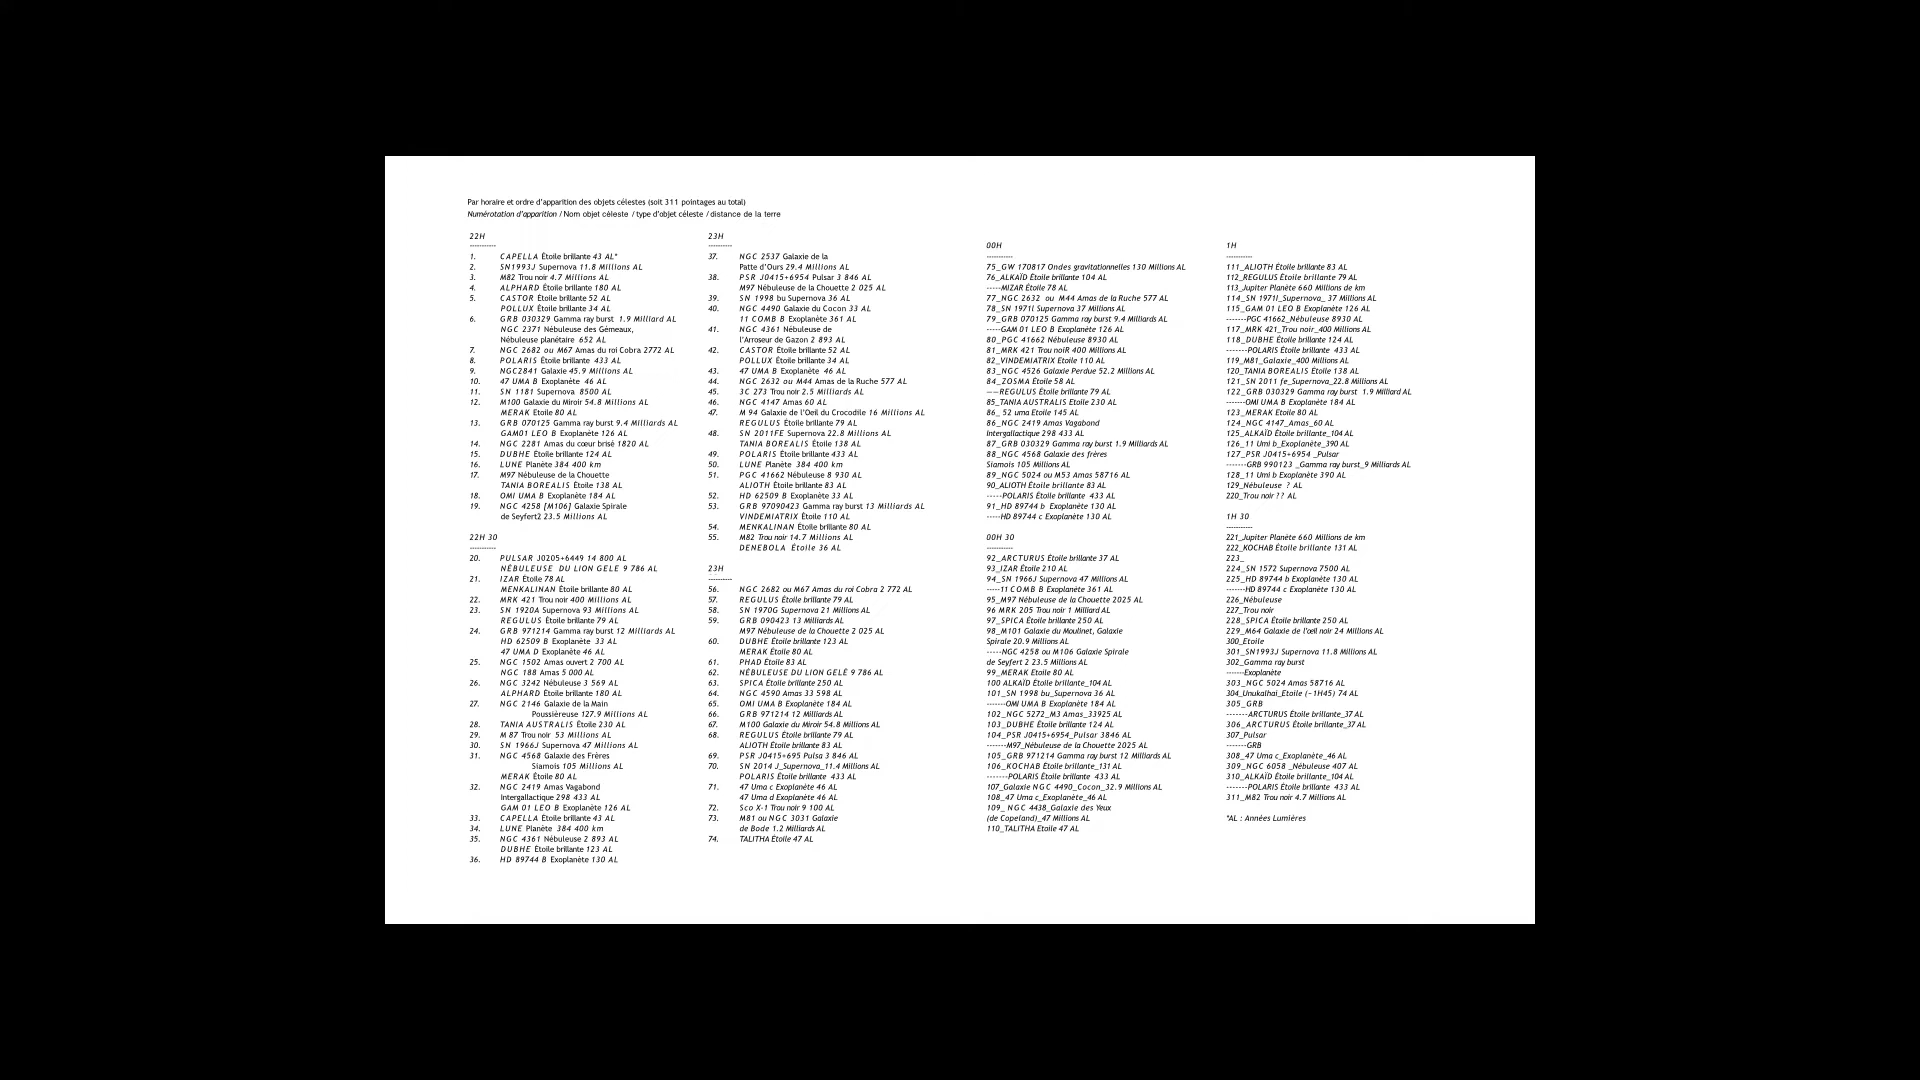 Par horaire et ordre d'apparition des objets célestes (soit 311 pointages au total)
Numérotation d'apparition / Nom objet céleste / type d'objet céleste / distance de la terre
22H
-----------
1. CAPELLA Étoile brillante 43 AL*
2. SN1993J Supernova 11.8 Millions AL
3. M82 Trou noir 4.7 Millions AL
4. ALPHARD Étoile brillante 180 AL
5. CASTOR Étoile brillante 52 AL
POLLUX Étoile brillante 34 AL
6. GRB 030329 Gamma ray burst 1.9 Milliard AL
NGC 2371 Nébuleuse des Gémeaux,
Nébuleuse planétaire 652 AL
7. NGC 2682 ou M67 Amas du roi Cobra 2772 AL
8. POLARIS Étoile brillante 433 AL
9. NGC2841 Galaxie 45.9 Millions AL
10. 47 UMA B Exoplanète 46 AL
11. SN 1181 Supernova 8500 AL
12. M100 Galaxie du Miroir 54.8 Millions AL
MERAK Étoile 80 AL
13. GRB 070125 Gamma ray burst 9.4 Milliards AL
GAM01 LEO B Exoplanète 126 AL
14. NGC 2281 Amas du cœur brisé 1820 AL
15. DUBHE Étoile brillante 124 AL
16. LUNE Planète 384 400 km
17. M97 Nébuleuse de la Chouette
TANIA BOREALIS Étoile 138 AL
18. OMI UMA B Exoplanète 184 AL
19. NGC 4258 [M106] Galaxie Spirale
de Seyfert2 23.5 Millions AL
22H 30
-----------
20. PULSAR J0205+6449 14 800 AL
NÉBULEUSE DU LION GELE 9 786 AL
21. IZAR Étoile 78 AL
MENKALINAN Étoile brillante 80 AL
22. MRK 421 Trou noir 400 Millions AL
23. SN 1920A Supernova 93 Millions AL
REGULUS Étoile brillante 79 AL
24. GRB 971214 Gamma ray burst 12 Milliards AL
HD 62509 B Exoplanète 33 AL
47 UMA D Exoplanète 46 AL
25. NGC 1502 Amas ouvert 2 700 AL
NGC 188 Amas 5 000 AL
26. NGC 3242 Nébuleuse 3 569 AL
ALPHARD Étoile brillante 180 AL
27. NGC 2146 Galaxie de la Main
Poussiéreuse 127.9 Millions AL
28. TANIA AUSTRALIS Étoile 230 AL
29. M 87 Trou noir 53 Millions AL
30. SN 1966J Supernova 47 Millions AL
31. NGC 4568 Galaxie des Frères
Siamois 105 Millions AL
MERAK Étoile 80 AL
32. NGC 2419 Amas Vagabond
Intergallactique 298 433 AL
GAM 01 LEO B Exoplanète 126 AL
33. CAPELLA Étoile brillante 43 AL
34. LUNE Planète 384 400 km
35. NGC 4361 Nébuleuse 2 893 AL
DUBHE Étoile brillante 123 AL
36. HD 89744 B Exoplanète 130 AL
23H
----------
37. NGC 2537 Galaxie de la
Patte d'Ours 29.4 Millions AL
38. PSR J0415+6954 Pulsar 3 846 AL
M97 Nébuleuse de la Chouette 2 025 AL
39. SN 1998 bu Supernova 36 AL
40. NGC 4490 Galaxie du Cocon 33 AL
11 COMB B Exoplanète 361 AL
41. NGC 4361 Nébuleuse de
l'Arroseur de Gazon 2 893 AL
42. CASTOR Étoile brillante 52 AL
POLLUX Étoile brillante 34 AL
43. 47 UMA B Exoplanète 46 AL
44. NGC 2632 ou M44 Amas de la Ruche 577 AL
45. 3C 273 Trou noir 2.5 Milliards AL
46. NGC 4147 Amas 60 AL
47. M 94 Galaxie de l'Oeil du Crocodile 16 Millions AL
REGULUS Étoile brillante 79 AL
48. SN 2011FE Supernova 22.8 Millions AL
TANIA BOREALIS Étoile 138 AL
49. POLARIS Étoile brillante 433 AL
50. LUNE Planète 384 400 km
51. PGC 41662 Nébuleuse 8 930 AL
ALIOTH Étoile brillante 83 AL
52. HD 62509 B Exoplanète 33 AL
53. GRB 97090423 Gamma ray burst 13 Milliards AL
VINDEMIATRIX Étoile 110 AL
54. MENKALINAN Étoile brillante 80 AL
55. M82 Trou noir 14.7 Millions AL
DENEBOLA Étoile 36 AL
23H
----------
56. NGC 2682 ou M67 Amas du roi Cobra 2 772 AL
57. REGULUS Étoile brillante 79 AL
58. SN 1970G Supernova 21 Millions AL
59. GRB 090423 13 Milliards AL
M97 Nébuleuse de la Chouette 2 025 AL
60. DUBHE Étoile brillante 123 AL
MERAK Étoile 80 AL
61. PHAD Étoile 83 AL
62. NÉBULEUSE DU LION GELÉ 9 786 AL
63. SPICA Étoile brillante 250 AL
64. NGC 4590 Amas 33 598 AL
65. OMI UMA B Exoplanète 184 AL
66. GRB 971214 12 Milliards AL
67. M100 Galaxie du Miroir 54.8 Millions AL
68. REGULUS Étoile brillante 79 AL
ALIOTH Étoile brillante 83 AL
69. PSR J0415+695 Pulsa 3 846 AL
70. SN 2014 J_Supernova_11.4 Millions AL
POLARIS Étoile brillante 433 AL
71. 47 Uma c Exoplanète 46 AL
47 Uma d Exoplanète 46 AL
72. Sco X-1 Trou noir 9 100 AL
73. M81 ou NGC 3031 Galaxie
de Bode 1.2 Milliards AL
74. TALITHA Étoile 47 AL
00H
-----------
75_GW 170817 Ondes gravitationnelles 130 Millions AL
76_ALKAÏD Étoile brillante 104 AL
-----MIZAR Étoile 78 AL
77_NGC 2632 ou M44 Amas de la Ruche 577 AL
78_SN 1971I Supernova 37 Millions AL
79_GRB 070125 Gamma ray burst 9.4 Milliards AL
-----GAM 01 LEO B Exoplanète 126 AL
80_PGC 41662 Nébuleuse 8930 AL
81_MRK 421 Trou noiR 400 Millions AL
82_VINDEMIATRIX Étoile 110 AL
83_NGC 4526 Galaxie Perdue 52.2 Millions AL
84_ZOSMA Étoile 58 AL
-----REGULUS Étoile brillante 79 AL
85_TANIA AUSTRALIS Étoile 230 AL
86_ 52 uma Etoile 145 AL
86_NGC 2419 Amas Vagabond
Intergallactique 298 433 AL
87_GRB 030329 Gamma ray burst 1.9 Milliards AL
88_NGC 4568 Galaxie des frères
Siamois 105 Millions AL
89_NGC 5024 ou M53 Amas 58716 AL
90_ALIOTH Étoile brillante 83 AL
-----POLARIS Étoile brillante 433 AL
91_HD 89744 b Exoplanète 130 AL
-----HD 89744 c Exoplanète 130 AL
00H 30
-----------
92_ARCTURUS Étoile brillante 37 AL
93_IZAR Étoile 210 AL
94_SN 1966J Supernova 47 Millions AL
-----11 COMB B Exoplanète 361 AL
95_M97 Nébuleuse de la Chouette 2025 AL
96 MRK 205 Trou noir 1 Milliard AL
97_SPICA Étoile brillante 250 AL
98_M101 Galaxie du Moulinet, Galaxie
Spirale 20.9 Millions AL
-----NGC 4258 ou M106 Galaxie Spirale
de Seyfert 2 23.5 Millions AL
99_MERAK Étoile 80 AL
100 ALKAÏD Étoile brillante_104 AL
101_SN 1998 bu_Supernova 36 AL
-------OMI UMA B Exoplanète 184 AL
102_NGC 5272_M3 Amas_33925 AL
103_DUBHE Étoile brillante 124 AL
104_PSR J0415+6954_Pulsar 3846 AL
-------M97_Nébuleuse de la Chouette 2025 AL
105_GRB 971214 Gamma ray burst 12 Milliards AL
106_KOCHAB Étoile brillante_131 AL
-------POLARIS Étoile brillante 433 AL
107_Galaxie NGC 4490_Cocon_32.9 Millions AL
108_47 Uma c_Exoplanète_46 AL
109_ NGC 4438_Galaxie des Yeux
(de Copeland)_47 Millions AL
110_TALITHA Étoile 47 AL
1H
-----------
111_ALIOTH Étoile brillante 83 AL
112_REGULUS Étoile brillante 79 AL
113_Jupiter Planète 660 Millions de km
114_SN 1971I_Supernova_ 37 Millions AL
115_GAM 01 LEO B Exoplanète 126 AL
-------PGC 41662_Nébuleuse 8930 AL
117_MRK 421_Trou noir_400 Millions AL
118_DUBHE Étoile brillante 124 AL
-------POLARIS Étoile brillante 433 AL
119_M81_Galaxie_400 Millions AL
120_TANIA BOREALIS Étoile 138 AL
121_SN 2011 fe_Supernova_22.8 Millions AL
122_GRB 030329 Gamma ray burst 1.9 Milliard AL
-------OMI UMA B Exoplanète 184 AL
123_MERAK Étoile 80 AL
124_NGC 4147_Amas_60 AL
125_ALKAÏD Étoile brillante_104 AL
126_11 Umi b_Exoplanète_390 AL
127_PSR J0415+6954 _Pulsar
-------GRB 990123 _Gamma ray burst_9 Milliards AL
128_11 Umi b Exoplanète 390 AL
129_Nébuleuse ? AL
220_Trou noir ?? AL
1H 30
-----------
221_Jupiter Planète 660 Millions de km
222_KOCHAB Étoile brillante 131 AL
223_
224_SN 1572 Supernova 7500 AL
225_HD 89744 b Exoplanète 130 AL
-------HD 89744 c Exoplanète 130 AL
226_Nébuleuse
227_Trou noir
228_SPICA Étoile brillante 250 AL
229_M64 Galaxie de l'œil noir 24 Millions AL
300_Etoile
301_SN1993J Supernova 11.8 Millions AL
302_Gamma ray burst
-------Exoplanète
303_NGC 5024 Amas 58716 AL
304_Unukalhai_Étoile (~1H45) 74 AL
305_GRB
-------ARCTURUS Étoile brillante_37 AL
306_ARCTURUS Étoile brillante_37 AL
307_Pulsar
-------GRB
308_47 Uma c_Exoplanète_46 AL
309_NGC 6058 _Nébuleuse 407 AL
310_ALKAÏD Étoile brillante_104 AL
-------POLARIS Étoile brillante 433 AL
311_M82 Trou noir 4.7 Millions AL
*AL : Années Lumières